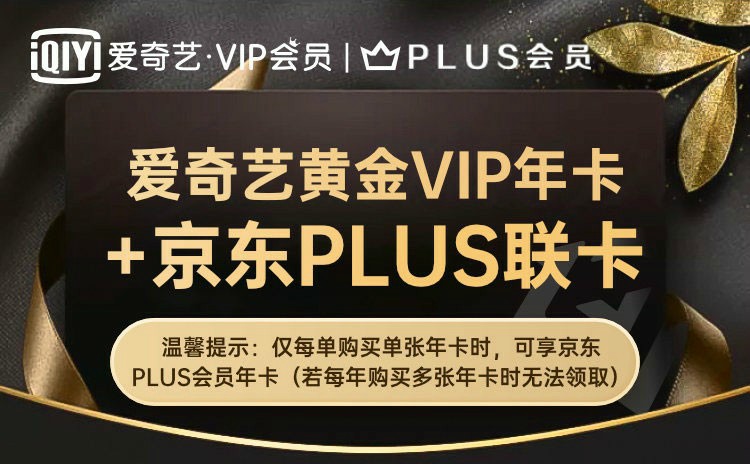 iQIYI 爱奇艺·VIP会员 | PLUS会员
爱奇艺黄金VIP年卡
+京东PLUS联卡
温馨提示：仅每单购买单张年卡时，可享京东
PLUS会员年卡（若每年购买多张年卡时无法领取）